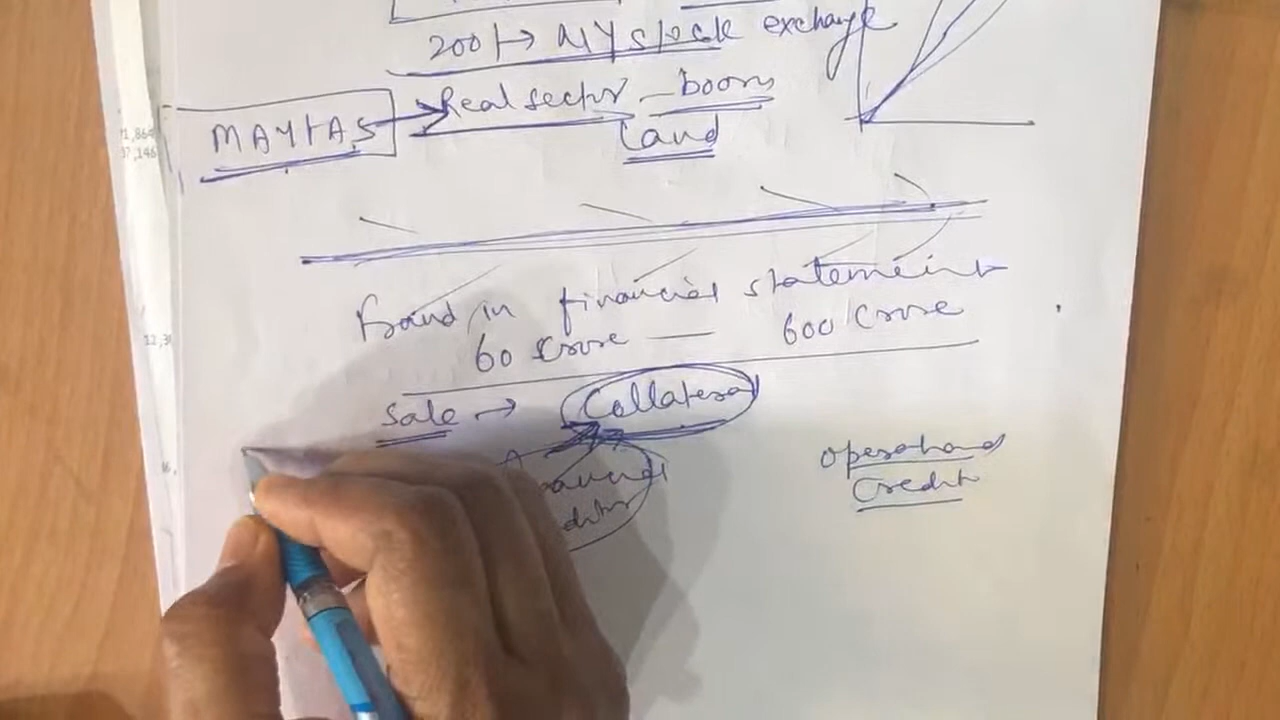 2001→ NY stock exchange
MAYTAS → Real sector - boom
Land
Fraud in financial statement
60 Crore — 600 Crore
Sale → Collateral
Operational
Credit